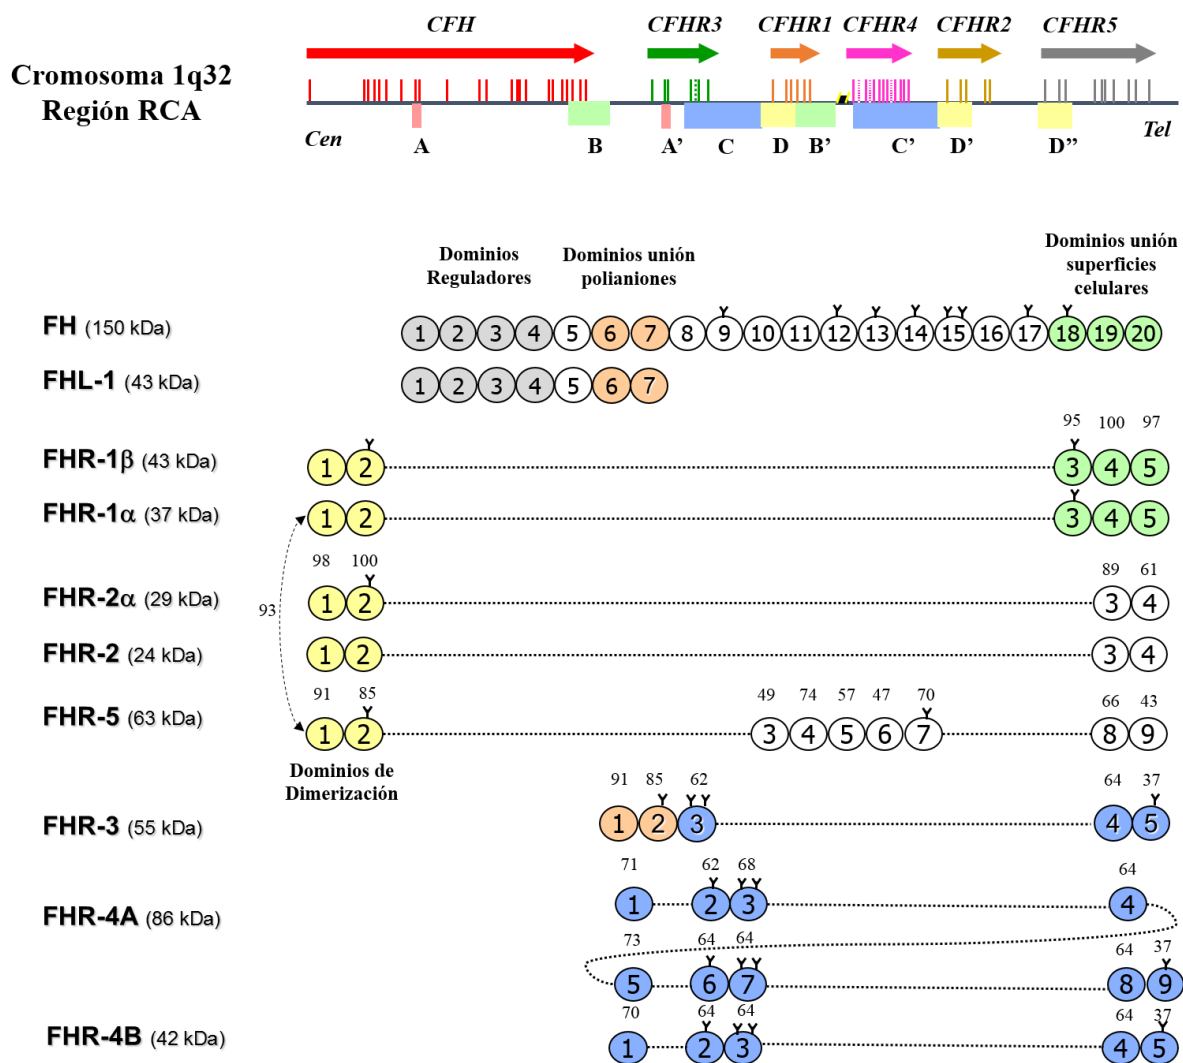 CFH CFHR3 CFHR1 CFHR4 CFHR2 CFHR5
Cromosoma 1q32
Región RCA
Cen Tel
A B A’ C D B’ C’ D’ D”
Dominios
Reguladores
Dominios unión
polianiones
Dominios unión
superficies
celulares
FH (150 kDa) 1 2 3 4 5 6 7 8 9 10 11 12 13 14 15 16 17 18 19 20
FHL-1 (43 kDa) 1 2 3 4 5 6 7
95 100 97
FHR-1β (43 kDa) 1 2 3 4 5
FHR-1α (37 kDa) 1 2 3 4 5
98 100 89 61
FHR-2α (29 kDa) 1 2 3 4
93
FHR-2 (24 kDa) 1 2 3 4
91 85 49 74 57 47 70 66 43
FHR-5 (63 kDa) 1 2 3 4 5 6 7 8 9
Dominios de
Dimerización
91 85 62 64 37
FHR-3 (55 kDa) 1 2 3 4 5
71 62 68 64
FHR-4A (86 kDa) 1 2 3 4
73 64 64 64 37
5 6 7 8 9
70 64 64 64 37
FHR-4B (42 kDa) 1 2 3 4 5